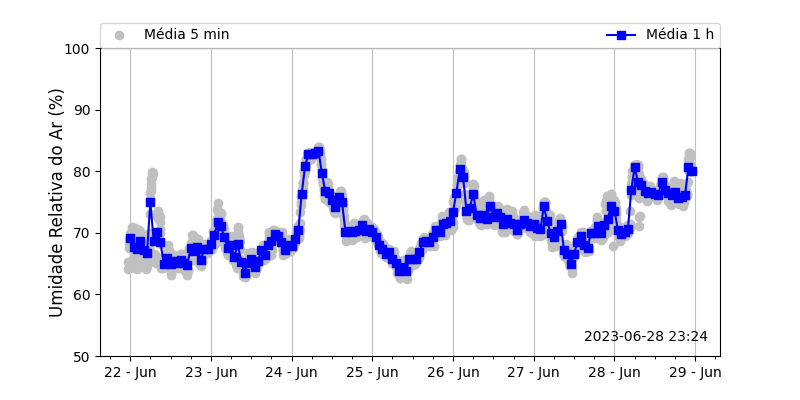 Média 5 min
Média 1 h
Umidade Relativa do Ar (%)
100
90
80
70
60
50
2023-06-28 23:24
22 - Jun
23 - Jun
24 - Jun
25 - Jun
26 - Jun
27 - Jun
28 - Jun
29 - Jun